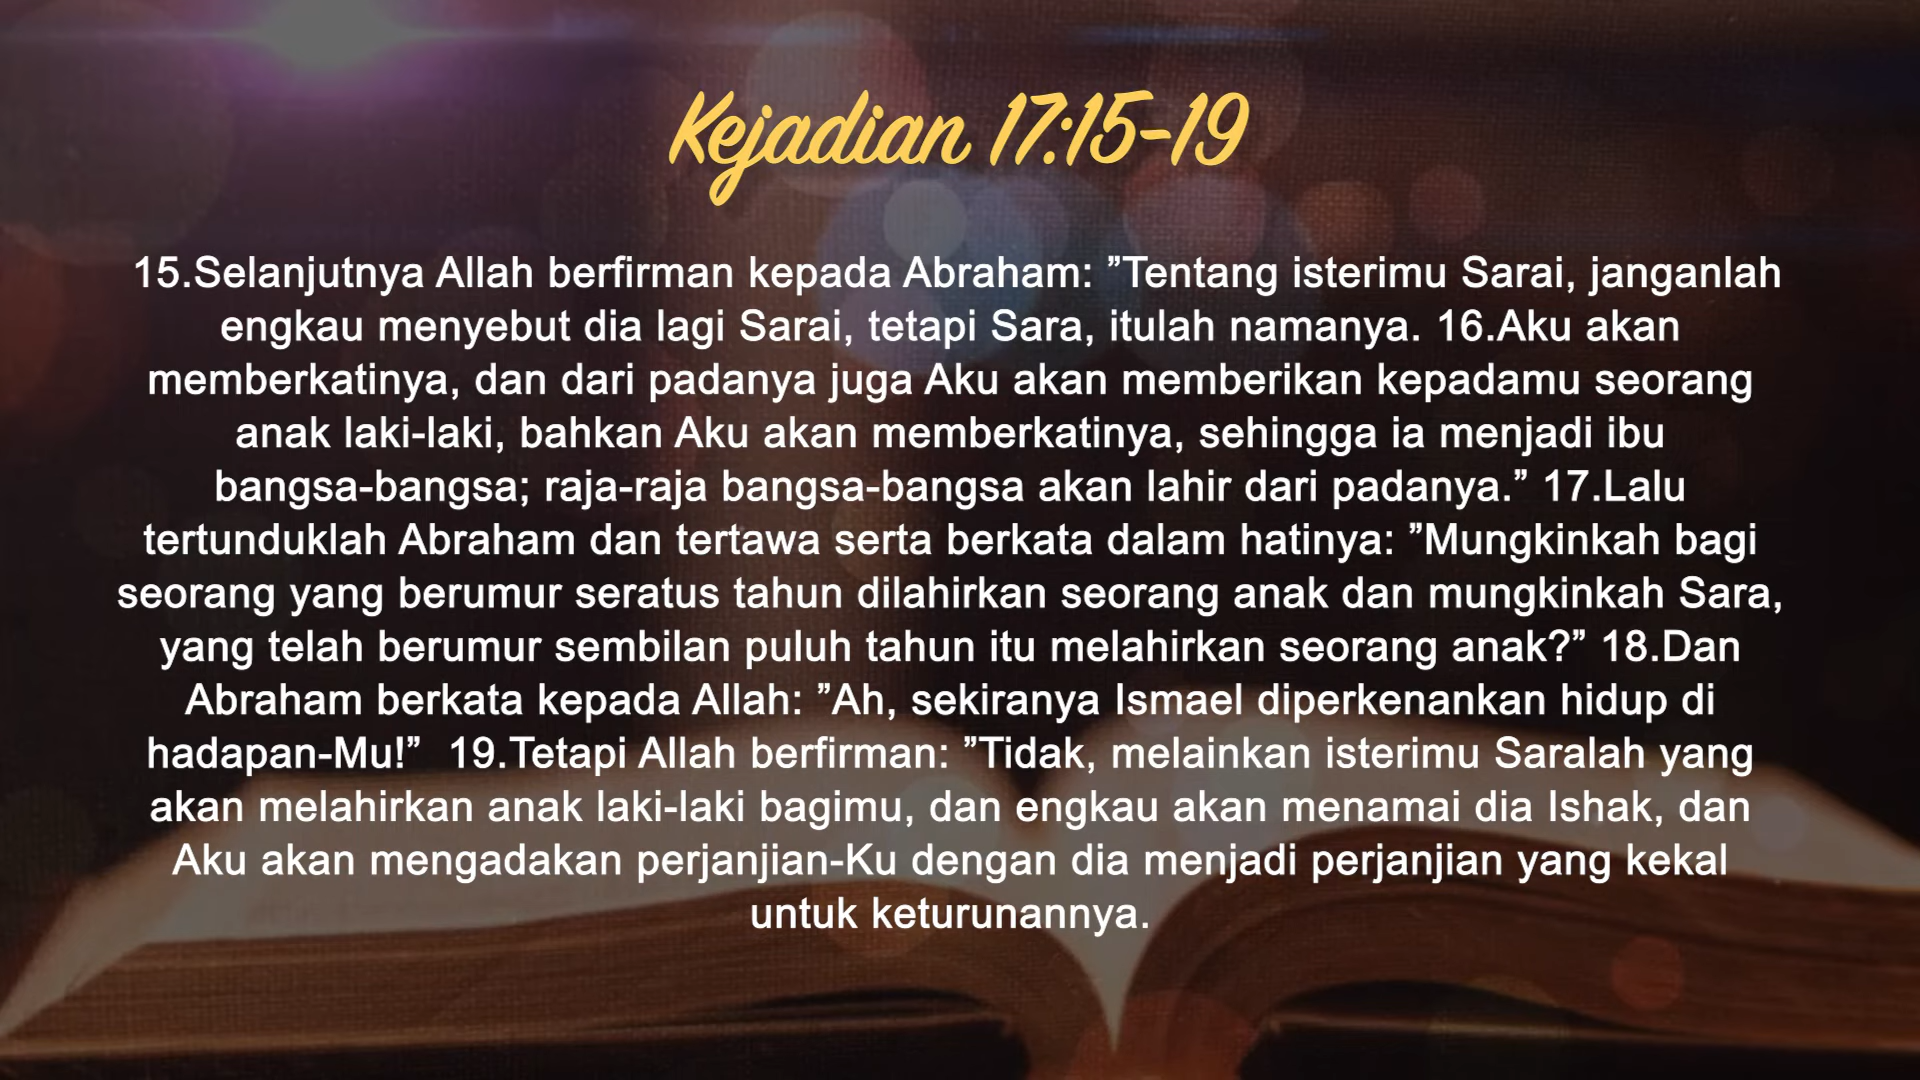 Kejadian 17:15-19
15.Selanjutnya Allah berfirman kepada Abraham: ”Tentang isterimu Sarai, janganlah
engkau menyebut dia lagi Sarai, tetapi Sara, itulah namanya. 16.Aku akan
memberkatinya, dan dari padanya juga Aku akan memberikan kepadamu seorang
anak laki-laki, bahkan Aku akan memberkatinya, sehingga ia menjadi ibu
bangsa-bangsa; raja-raja bangsa-bangsa akan lahir dari padanya.” 17.Lalu
tertunduklah Abraham dan tertawa serta berkata dalam hatinya: ”Mungkinkah bagi
seorang yang berumur seratus tahun dilahirkan seorang anak dan mungkinkah Sara,
yang telah berumur sembilan puluh tahun itu melahirkan seorang anak?” 18.Dan
Abraham berkata kepada Allah: ”Ah, sekiranya Ismael diperkenankan hidup di
hadapan-Mu!”  19.Tetapi Allah berfirman: ”Tidak, melainkan isterimu Saralah yang
akan melahirkan anak laki-laki bagimu, dan engkau akan menamai dia Ishak, dan
Aku akan mengadakan perjanjian-Ku dengan dia menjadi perjanjian yang kekal
untuk keturunannya.